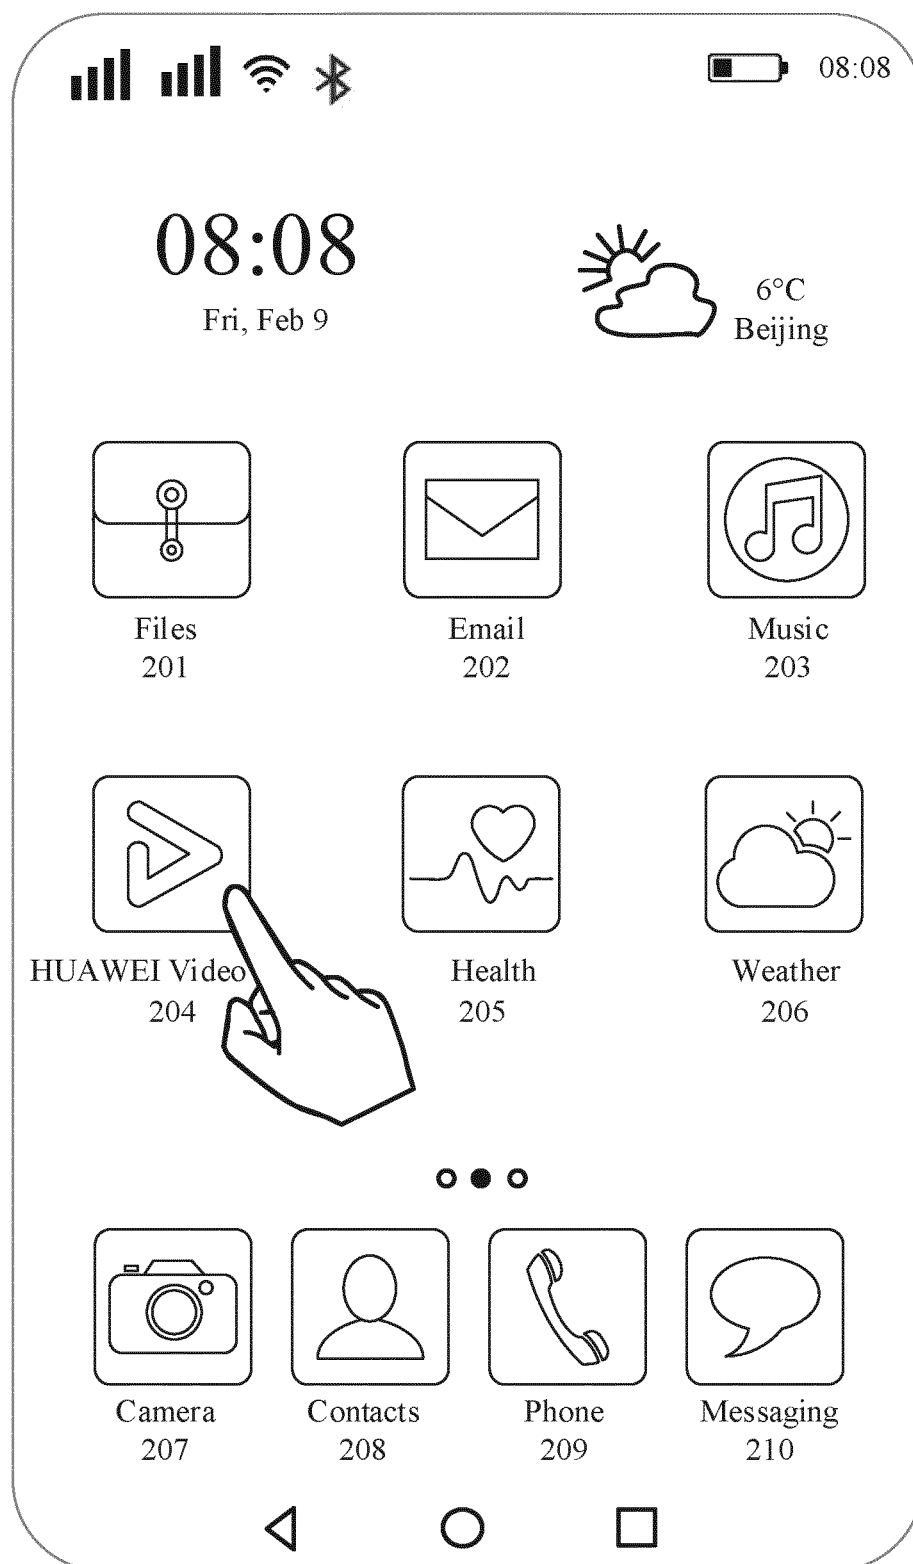 08:08
08:08
Fri, Feb 9
6°C
Beijing
Files
201
Email
202
Music
203
HUAWEI Video
204
Health
205
Weather
206
Camera
207
Contacts
208
Phone
209
Messaging
210